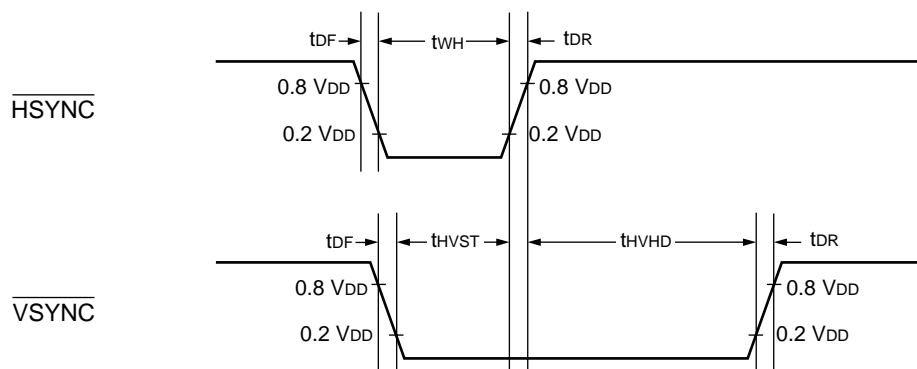 tDF tWH tDR
0.8 VDD 0.8 VDD
HSYNC
0.2 VDD 0.2 VDD
tDF tHVST tHVHD tDR
0.8 VDD 0.8 VDD
VSYNC
0.2 VDD 0.2 VDD